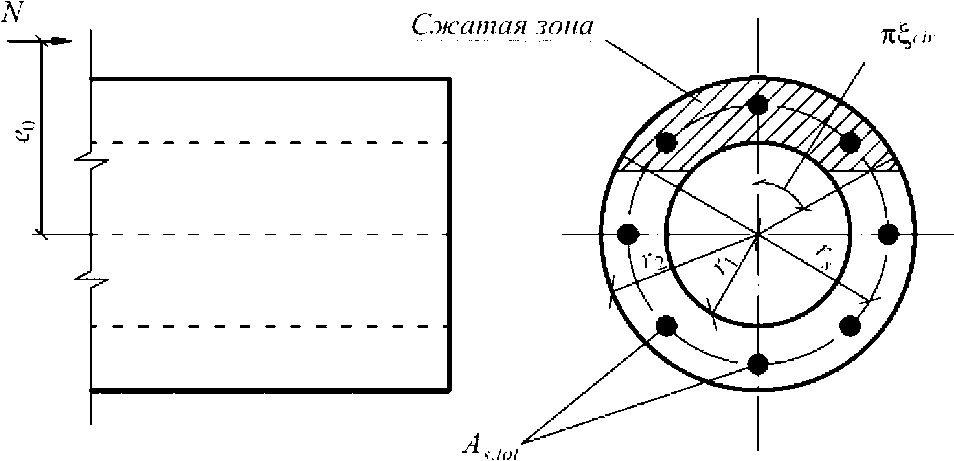 N
e₀
Сжатая зона
πξcir
r₂
r₁
rₛ
As,tot